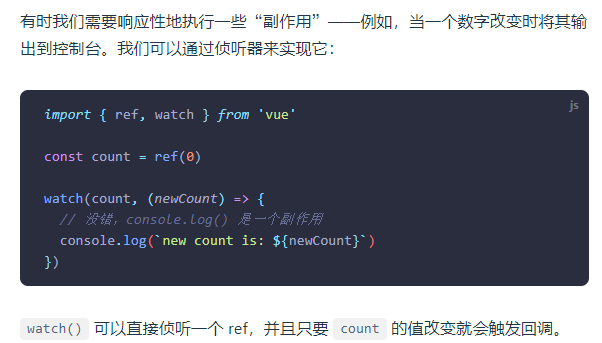 有时我们需要响应性地执行一些“副作用”——例如，当一个数字改变时将其输
出到控制台。我们可以通过侦听器来实现它：
js
import { ref, watch } from 'vue'
const count = ref(0)
watch(count, (newCount) => {
  // 没错，console.log() 是一个副作用
  console.log(`new count is: ${newCount}`)
})
watch() 可以直接侦听一个 ref，并且只要 count 的值改变就会触发回调。